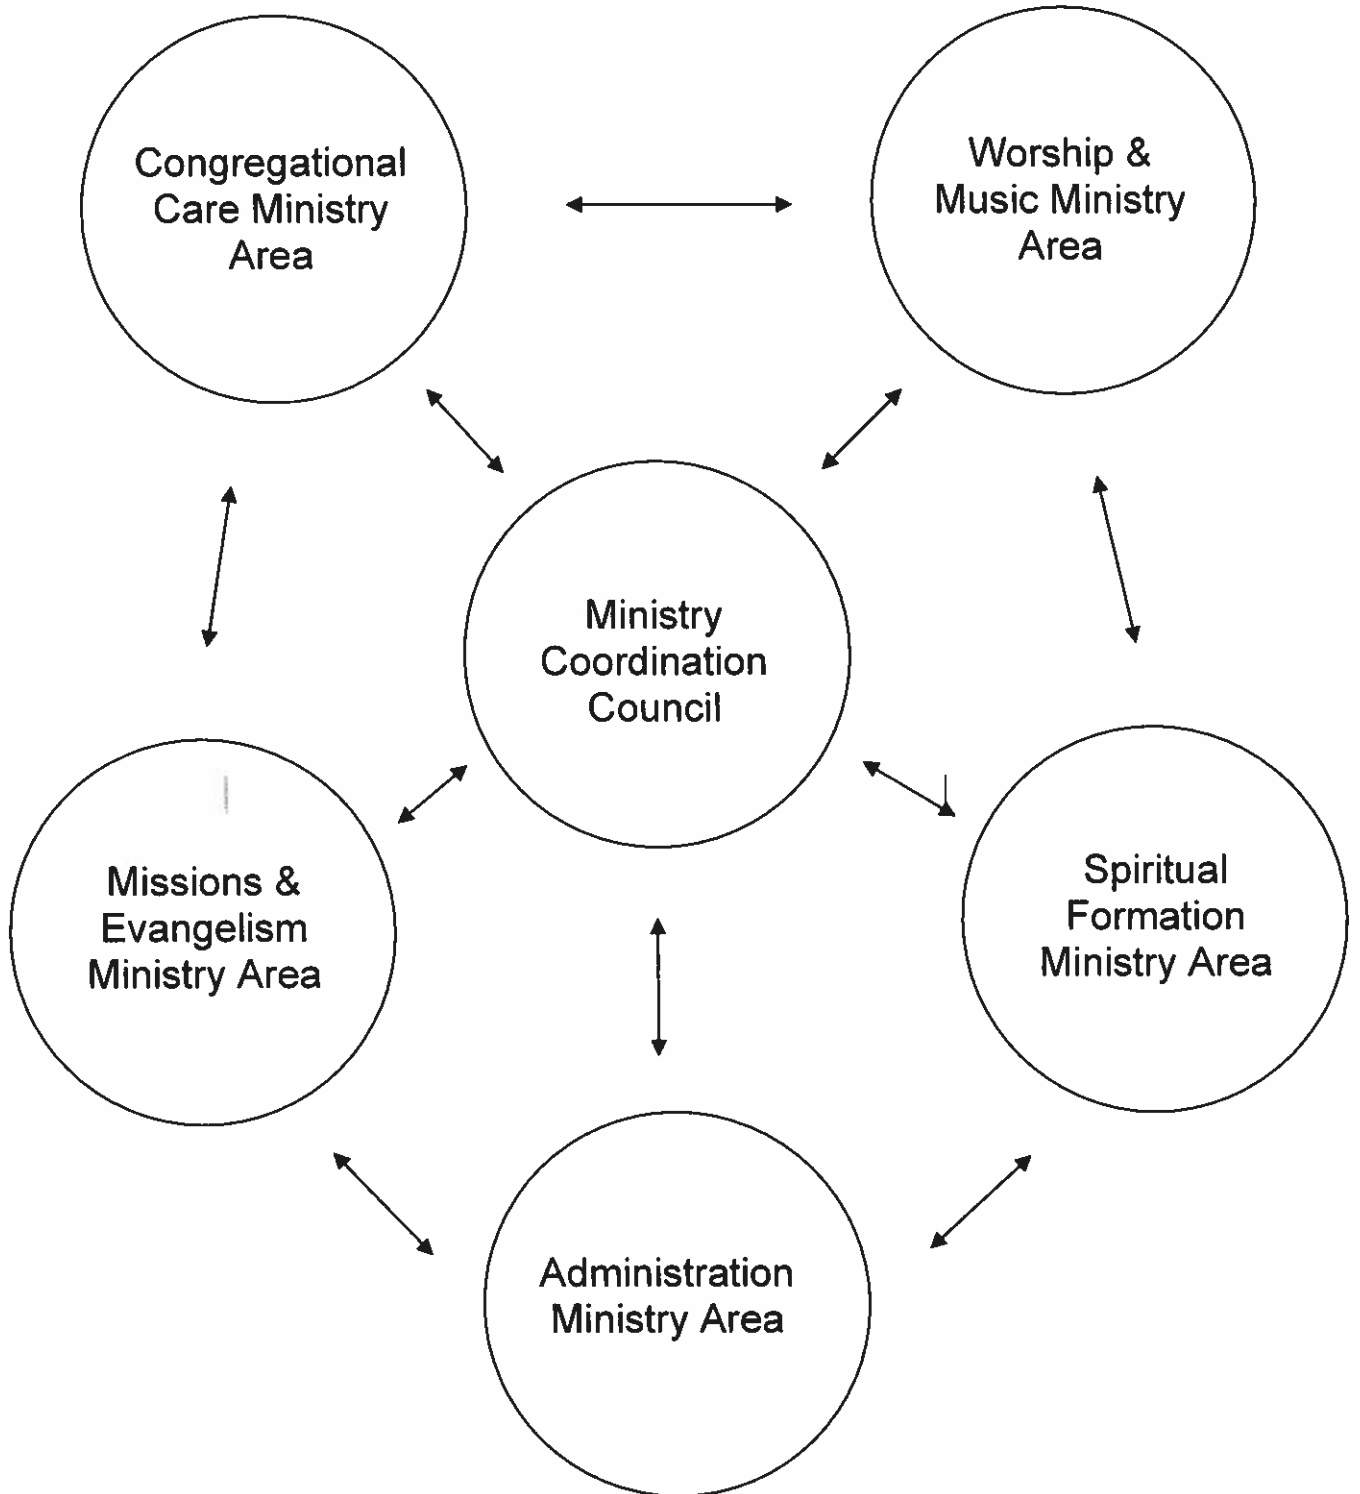 Congregational
Care Ministry
Area
Worship &
Music Ministry
Area
Ministry
Coordination
Council
Missions &
Evangelism
Ministry Area
Spiritual
Formation
Ministry Area
Administration
Ministry Area